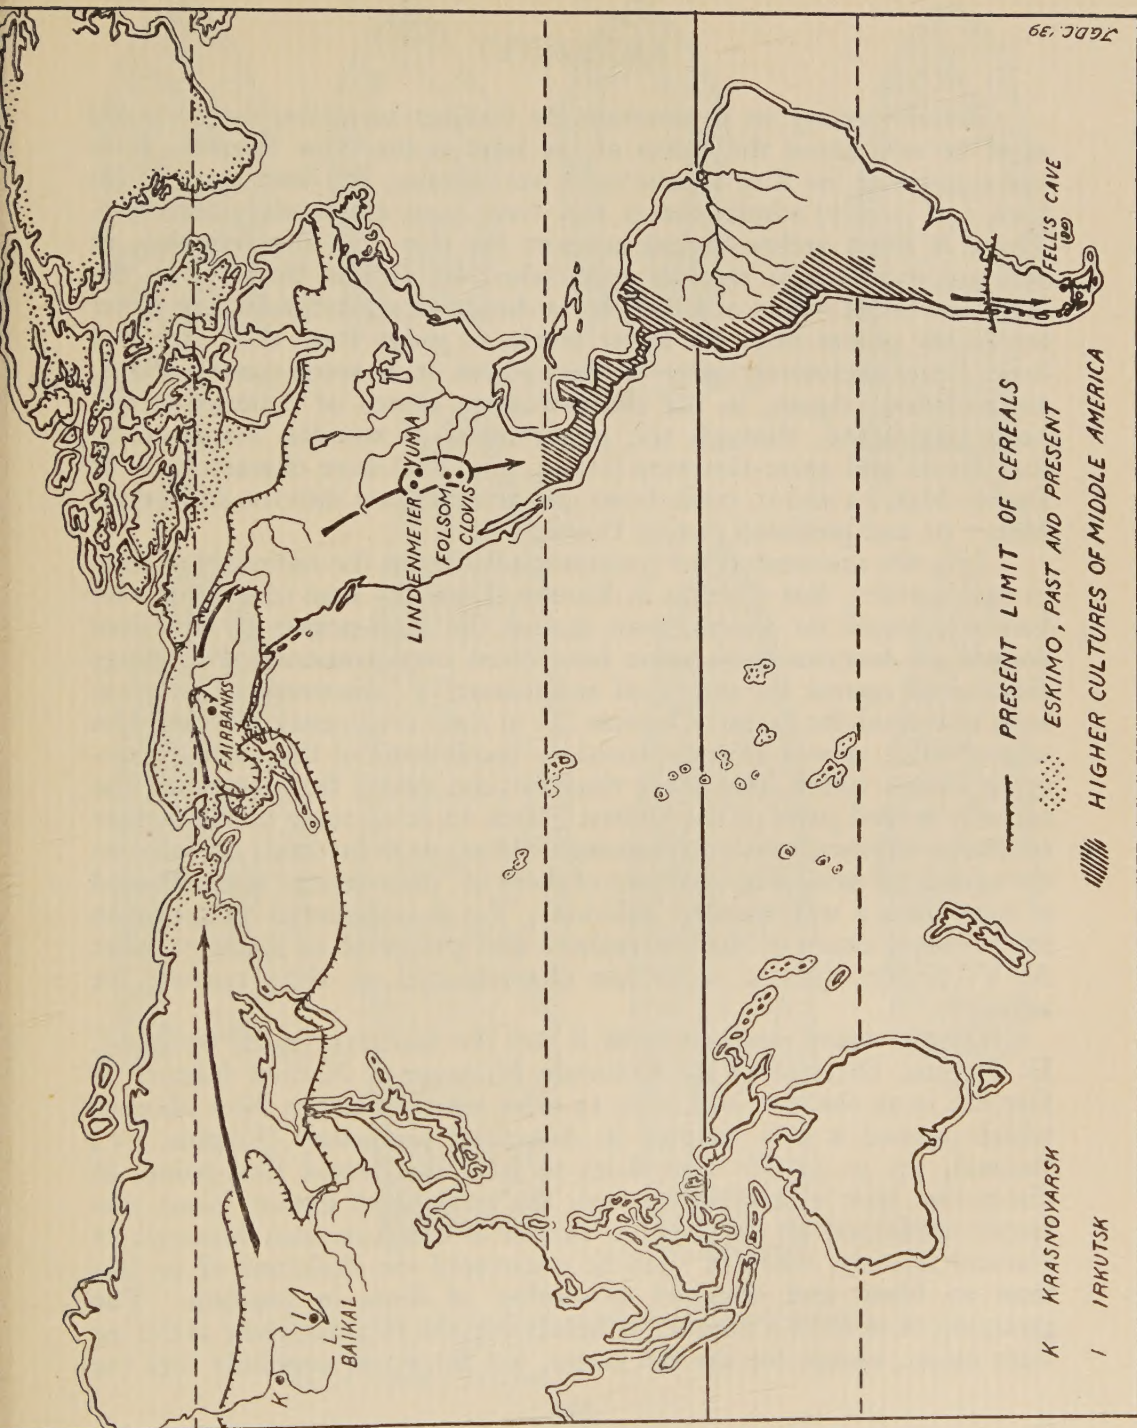 J.G.D.C. '39
FAIRBANKS
LINDENMEIER
YUMA
FOLSOM
CLOVIS
FELL'S CAVE
K
I
L.
BAIKAL
PRESENT LIMIT OF CEREALS
ESKIMO, PAST AND PRESENT
HIGHER CULTURES OF MIDDLE AMERICA
K KRASNOYARSK
I IRKUTSK